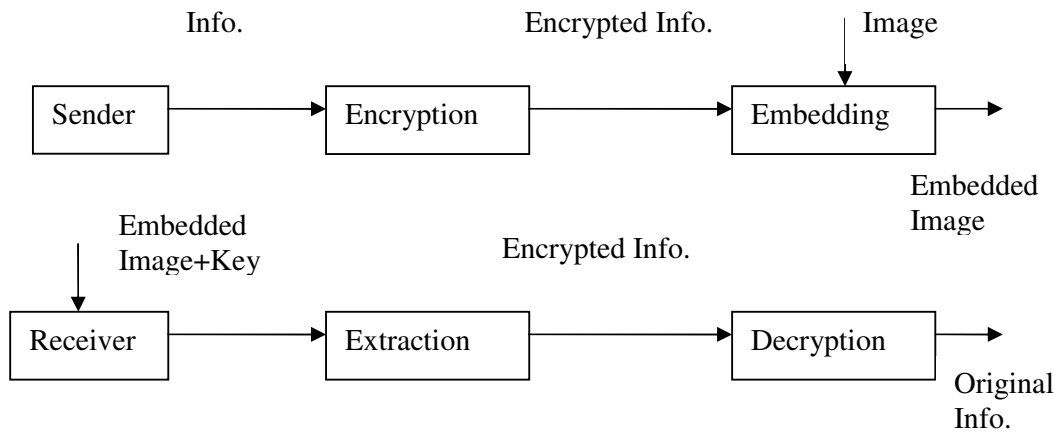 Info.
Encrypted Info.
Image
Sender
Encryption
Embedding
Embedded
Image
Embedded
Image+Key
Encrypted Info.
Receiver
Extraction
Decryption
Original
Info.